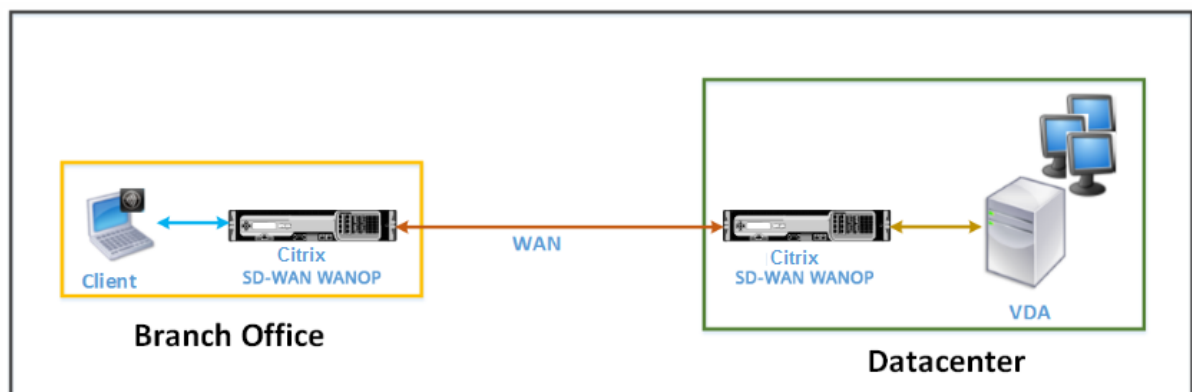 Client
Citrix
SD-WAN WANOP
WAN
Citrix
SD-WAN WANOP
VDA
Branch Office
Datacenter